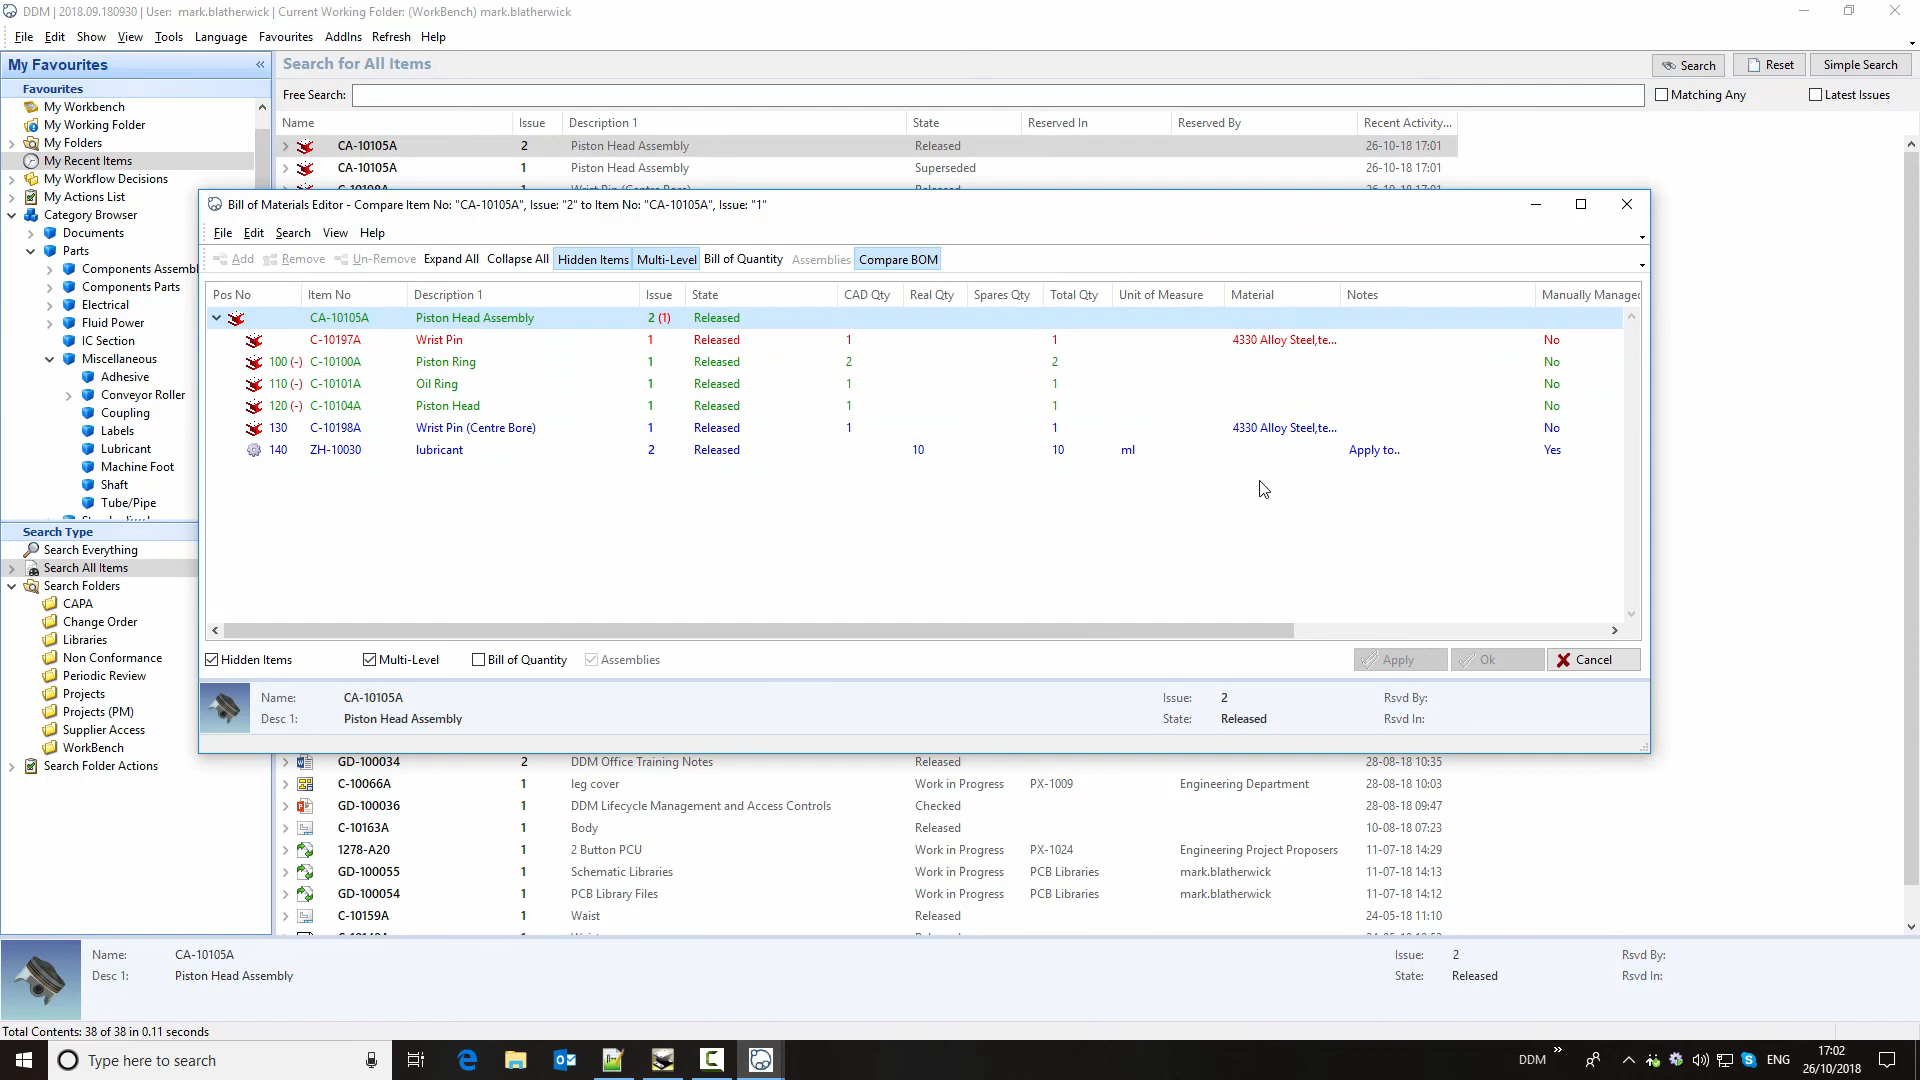 DDM | 2018.09.180930 | User: mark.blatherwick | Current Working Folder: (WorkBench) mark.blatherwick
File Edit Show View Tools Language Favourites AddIns Refresh Help
My Favourites
Search for All Items
Search Reset Simple Search
Favourites
Free Search: Matching Any Latest Issues
My Workbench
My Working Folder
My Folders
My Recent Items
My Workflow Decisions
My Actions List
Category Browser
Documents
Parts
Components Assembl
Components Parts
Electrical
Fluid Power
IC Section
Miscellaneous
Adhesive
Conveyor Roller
Coupling
Labels
Lubricant
Machine Foot
Shaft
Tube/Pipe
Search Type
Search Everything
Search All Items
Search Folders
CAPA
Change Order
Libraries
Non Conformance
Periodic Review
Projects
Projects (PM)
Supplier Access
WorkBench
Search Folder Actions
Name Issue Description 1 State Reserved In Reserved By Recent Activity...
CA-10105A 2 Piston Head Assembly Released 26-10-18 17:01
CA-10105A 1 Piston Head Assembly Superseded 26-10-18 17:01
Bill of Materials Editor - Compare Item No: "CA-10105A", Issue: "2" to Item No: "CA-10105A", Issue: "1"
File Edit Search View Help
Add Remove Un-Remove Expand All Collapse All Hidden Items Multi-Level Bill of Quantity Assemblies Compare BOM
Pos No Item No Description 1 Issue State CAD Qty Real Qty Spares Qty Total Qty Unit of Measure Material Notes Manually Managed
CA-10105A Piston Head Assembly 2 (1) Released
C-10197A Wrist Pin 1 Released 1 1 4330 Alloy Steel,te... No
100 (-) C-10100A Piston Ring 1 Released 2 2 No
110 (-) C-10101A Oil Ring 1 Released 1 1 No
120 (-) C-10104A Piston Head 1 Released 1 1 No
130 C-10198A Wrist Pin (Centre Bore) 1 Released 1 1 4330 Alloy Steel,te... No
140 ZH-10030 lubricant 2 Released 10 10 ml Apply to.. Yes
Hidden Items Multi-Level Bill of Quantity Assemblies Apply Ok Cancel
Name: CA-10105A Issue: 2 Rsvd By:
Desc 1: Piston Head Assembly State: Released Rsvd In:
GD-100034 2 DDM Office Training Notes Released 28-08-18 10:35
C-10066A 1 leg cover Work in Progress PX-1009 Engineering Department 28-08-18 10:03
GD-100036 1 DDM Lifecycle Management and Access Controls Checked 28-08-18 09:47
C-10163A 1 Body Released 10-08-18 07:23
1278-A20 1 2 Button PCU Work in Progress PX-1024 Engineering Project Proposers 11-07-18 14:29
GD-100055 1 Schematic Libraries Work in Progress PCB Libraries mark.blatherwick 11-07-18 14:13
GD-100054 1 PCB Library Files Work in Progress PCB Libraries mark.blatherwick 11-07-18 14:12
C-10159A 1 Waist Released 24-05-18 11:10
Name: CA-10105A Issue: 2 Rsvd By:
Desc 1: Piston Head Assembly State: Released Rsvd In:
Total Contents: 38 of 38 in 0.11 seconds
Type here to search
DDM ENG 17:02
26/10/2018